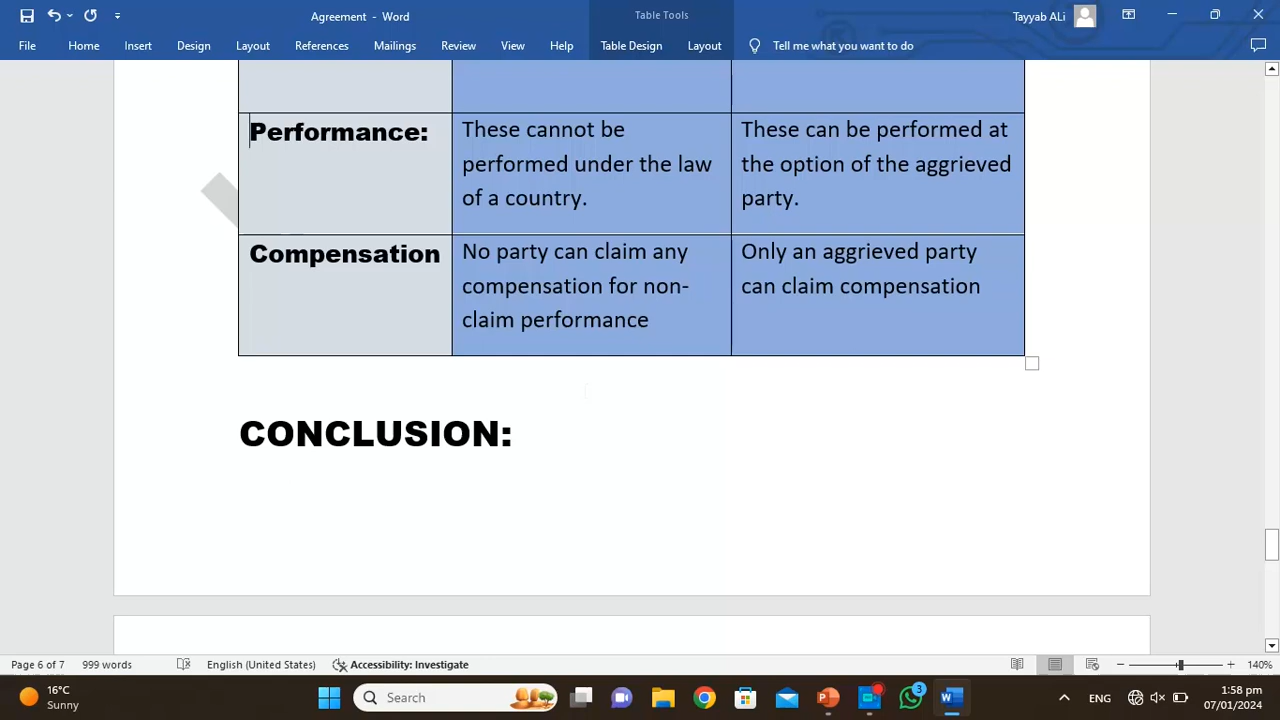 Agreement - Word
Table Tools
Tayyab ALi
File Home Insert Design Layout References Mailings Review View Help Table Design Layout Tell me what you want to do
Performance:
These cannot be
performed under the law
of a country.
These can be performed at
the option of the aggrieved
party.
Compensation
No party can claim any
compensation for non-
claim performance
Only an aggrieved party
can claim compensation
CONCLUSION:
Page 6 of 7 999 words English (United States) Accessibility: Investigate 140%
16°C
Sunny
Search
3
ENG
1:58 pm
07/01/2024